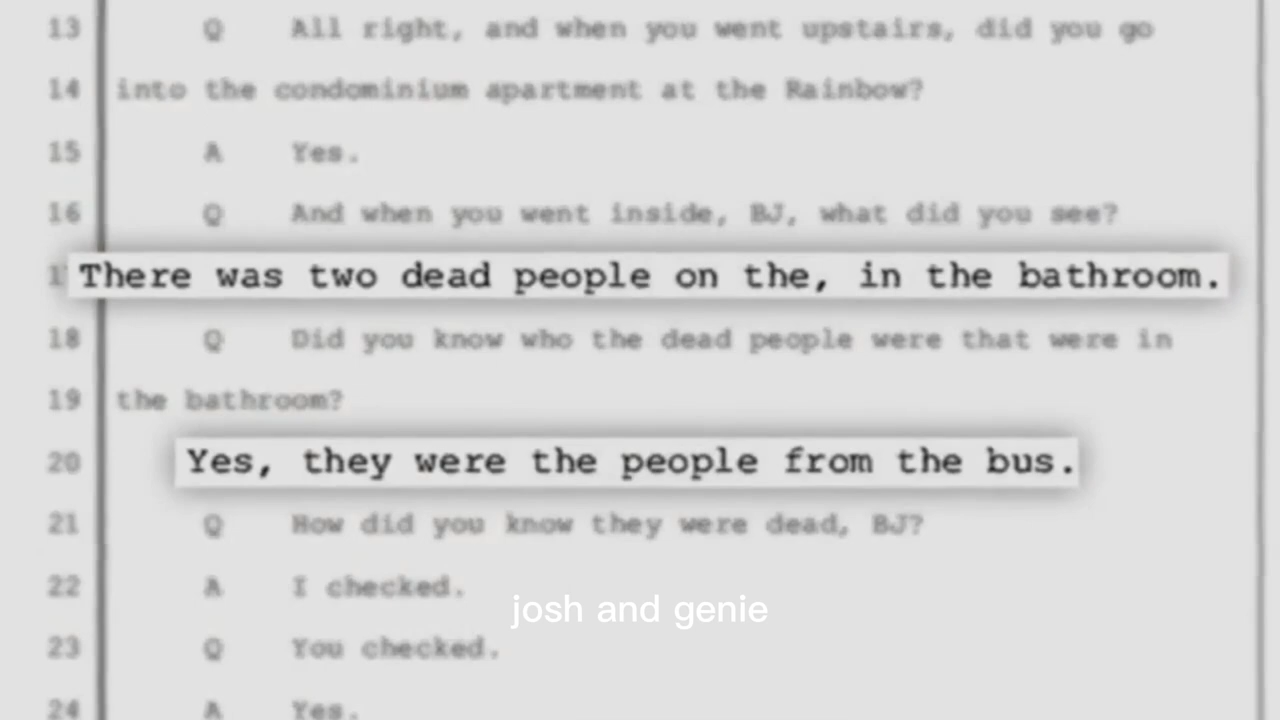 13 Q All right, and when you went upstairs, did you go
14 into the condominium apartment at the Rainbow?
15 A Yes.
16 Q And when you went inside, BJ, what did you see?
1 There was two dead people on the, in the bathroom.
18 Q Did you know who the dead people were that were in
19 the bathroom?
20 Yes, they were the people from the bus.
21 Q How did you know they were dead, BJ?
22 A I checked.
josh and genie
23 Q You checked.
24 A Yes.